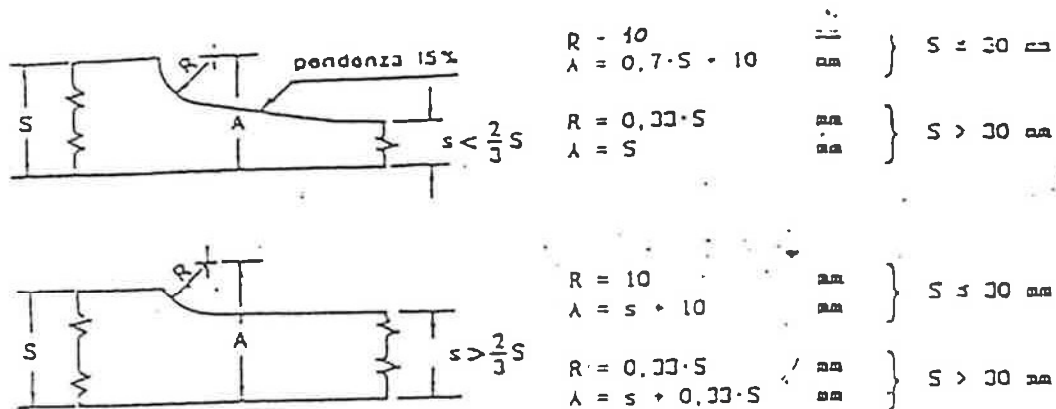 R - 10 mm
A = 0,7·S + 10 mm
S ≤ 30 mm
R
pendenza 15%
S
A
s < 2/3 S
R = 0,33·S mm
A = S mm
S > 30 mm
R
R = 10 mm
A = s + 10 mm
S ≤ 30 mm
S
A
s > 2/3 S
R = 0,33·S mm
A = s + 0,33·S mm
S > 30 mm